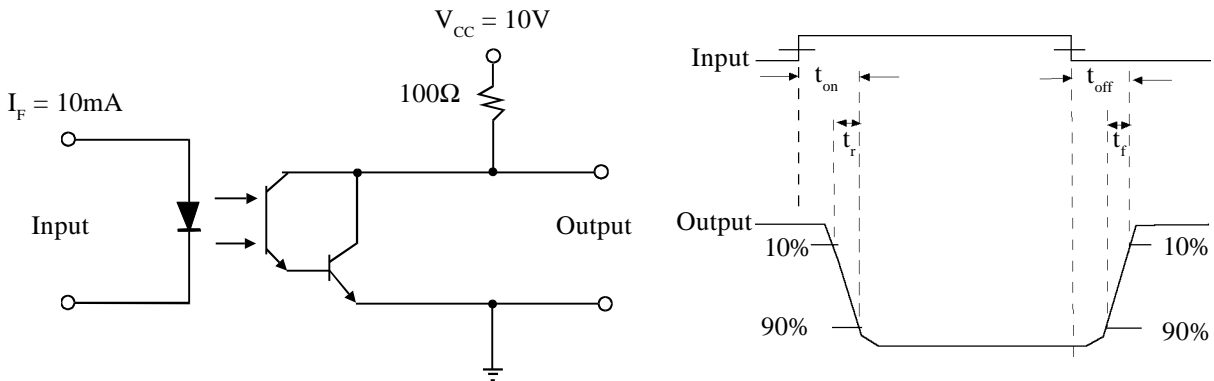 V_CC = 10V
100Ω
I_F = 10mA
Input
Output
Input
t_on
t_off
t_r
t_f
Output
10%
10%
90%
90%